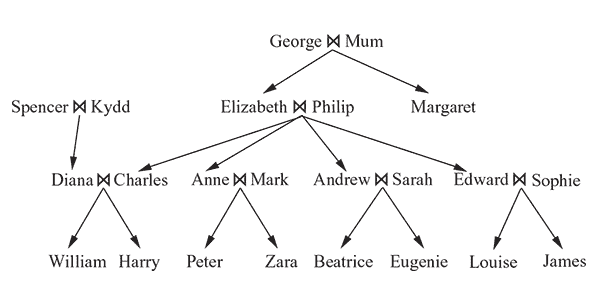 George ⋈ Mum
Spencer ⋈ Kydd Elizabeth ⋈ Philip Margaret
Diana ⋈ Charles Anne ⋈ Mark Andrew ⋈ Sarah Edward ⋈ Sophie
William Harry Peter Zara Beatrice Eugenie Louise James